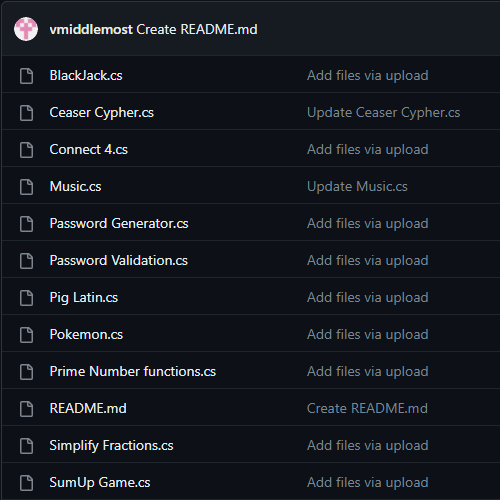 vmiddlemost Create README.md
BlackJack.cs Add files via upload
Ceaser Cypher.cs Update Ceaser Cypher.cs
Connect 4.cs Add files via upload
Music.cs Update Music.cs
Password Generator.cs Add files via upload
Password Validation.cs Add files via upload
Pig Latin.cs Add files via upload
Pokemon.cs Add files via upload
Prime Number functions.cs Add files via upload
README.md Create README.md
Simplify Fractions.cs Add files via upload
SumUp Game.cs Add files via upload